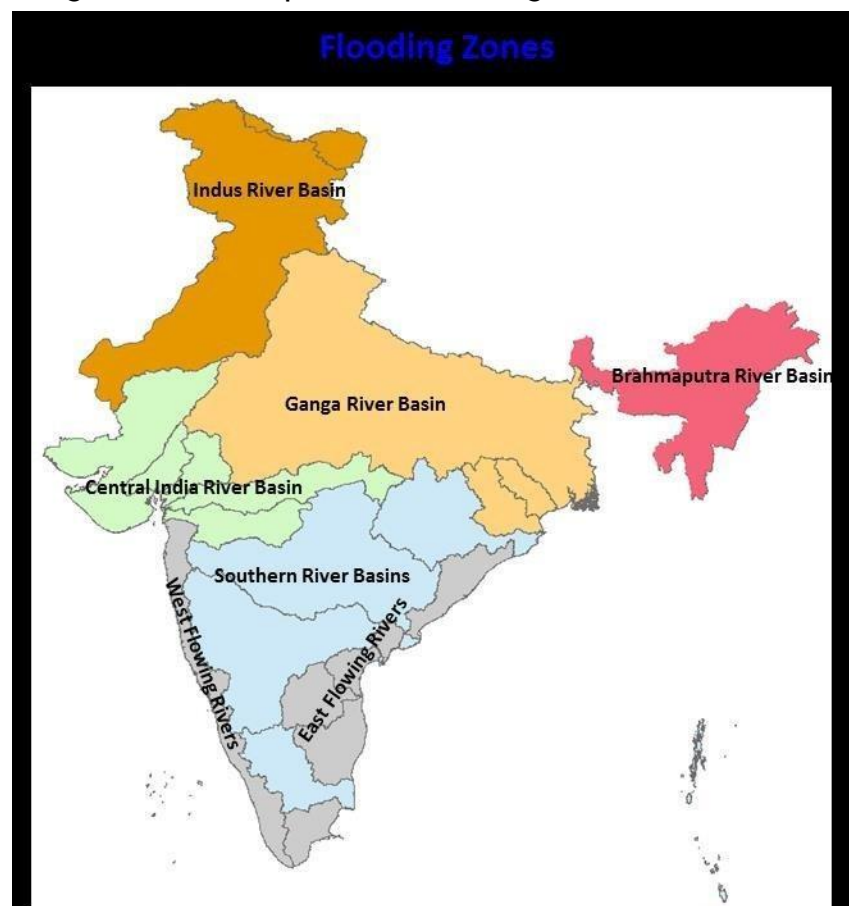 Flooding Zones
Indus River Basin
Brahmaputra River Basin
Ganga River Basin
Central India River Basin
Southern River Basins
West Flowing Rivers
East Flowing Rivers